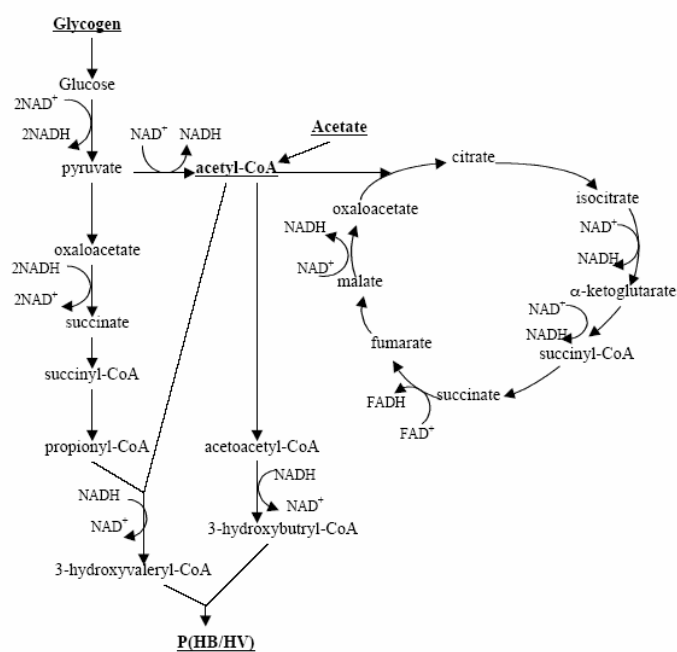 Glycogen
Glucose
2NAD+
2NADH
NAD+
NADH
Acetate
pyruvate
acetyl-CoA
citrate
isocitrate
oxaloacetate
NADH
NAD+
malate
NAD+
NADH
α-ketoglutarate
NAD+
NADH
succinyl-CoA
fumarate
succinate
FADH
FAD+
oxaloacetate
2NADH
2NAD+
succinate
succinyl-CoA
propionyl-CoA
acetoacetyl-CoA
NADH
NAD+
NADH
NAD+
3-hydroxybutryl-CoA
3-hydroxyvaleryl-CoA
P(HB/HV)